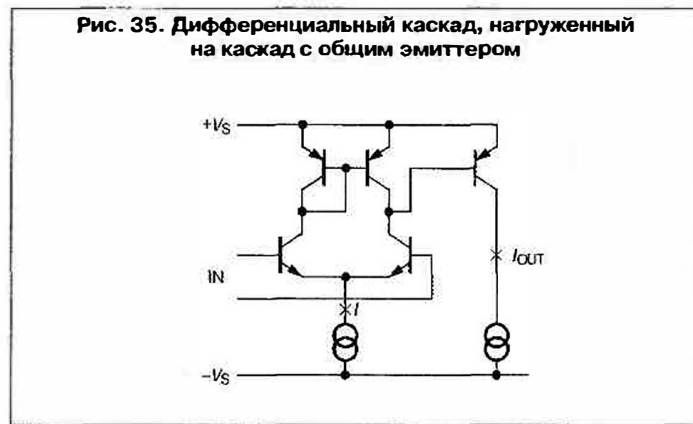 Рис. 35. Дифференциальный каскад, нагруженный
на каскад с общим эмиттером
+VS
IOUT
IN
I
−VS